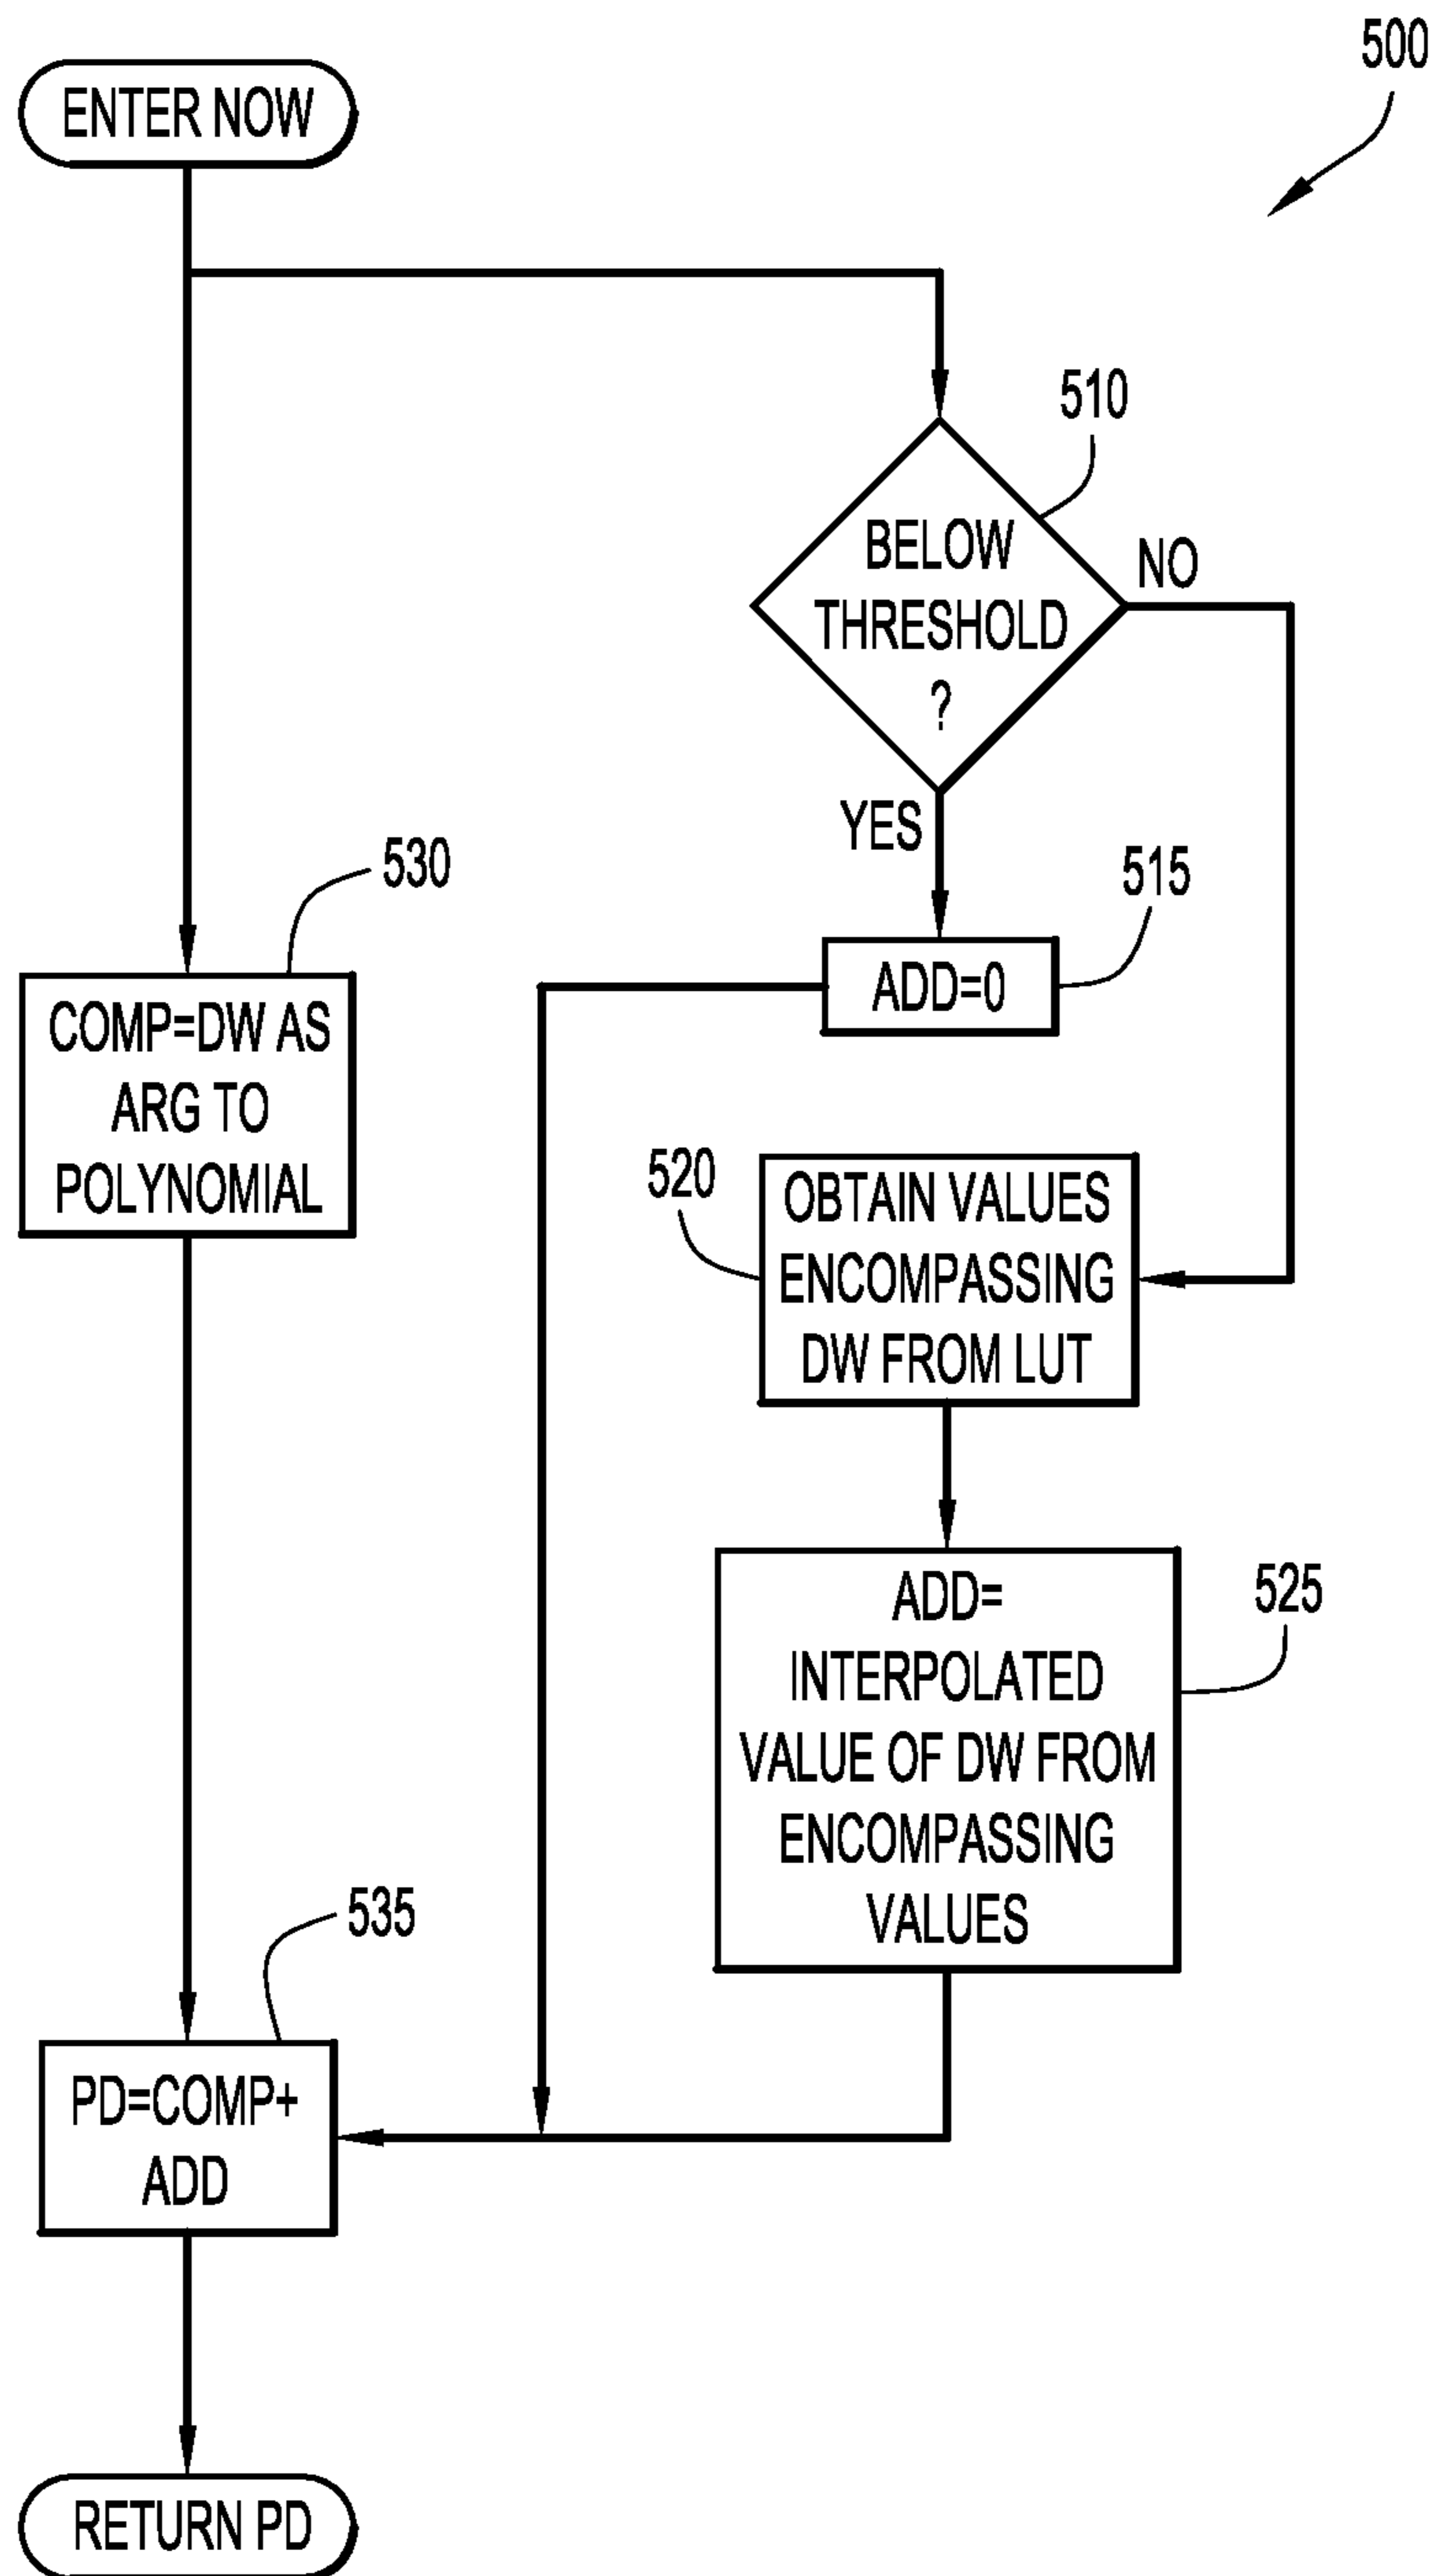 500
ENTER NOW
510
BELOW
THRESHOLD
?
NO
YES
530
515
COMP=DW AS
ARG TO
POLYNOMIAL
ADD=0
520
OBTAIN VALUES
ENCOMPASSING
DW FROM LUT
525
ADD=
INTERPOLATED
VALUE OF DW FROM
ENCOMPASSING
VALUES
535
PD=COMP+
ADD
RETURN PD